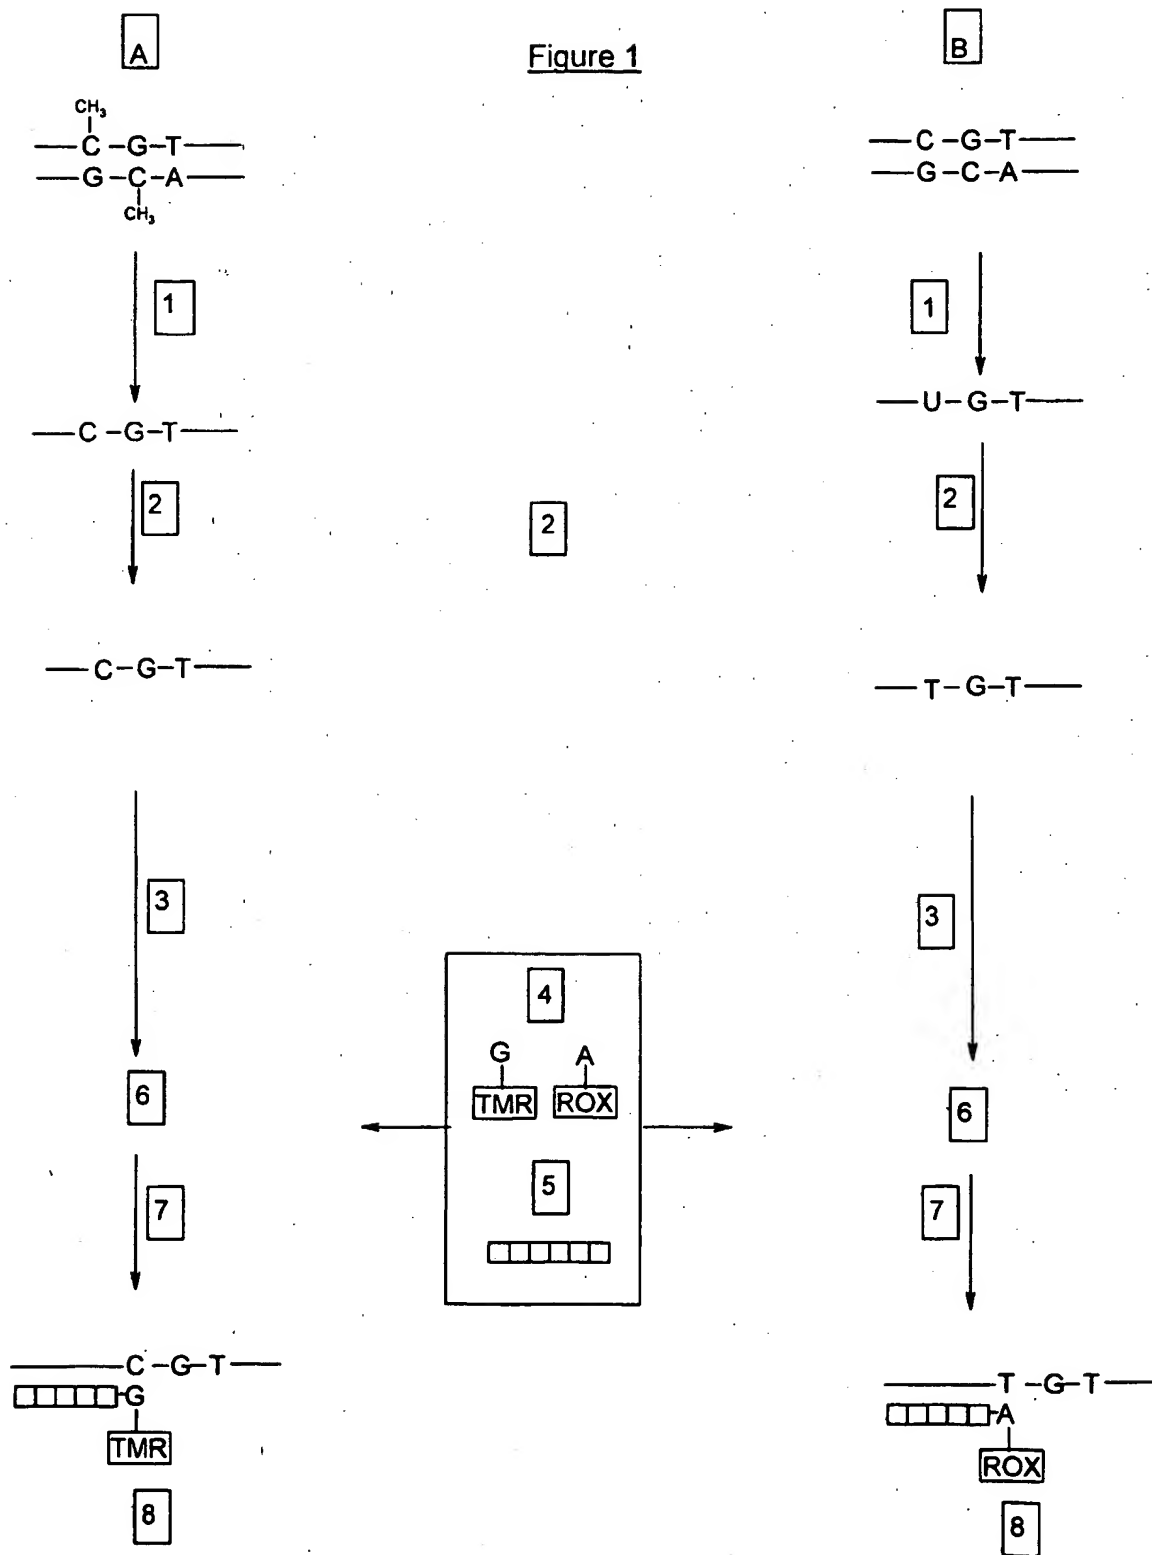 A
Figure 1
B
CH₃
—C–G–T—
—G–C–A—
CH₃
—C–G–T—
—G–C–A—
1
1
—C–G–T—
—U–G–T—
2
2
2
—C–G–T—
—T–G–T—
3
3
4
G A
TMR ROX
5
6
6
7
7
—C–G–T—
G
TMR
8
—T–G–T—
A
ROX
8